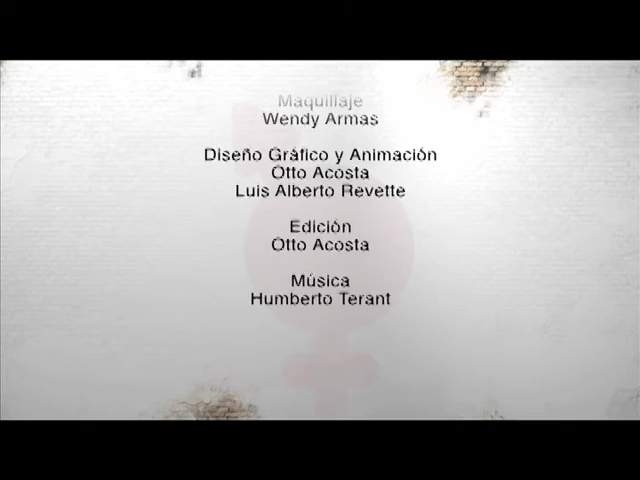 Maquillaje
Wendy Armas
Diseño Gráfico y Animación
Otto Acosta
Luis Alberto Revette
Edición
Otto Acosta
Música
Humberto Terant